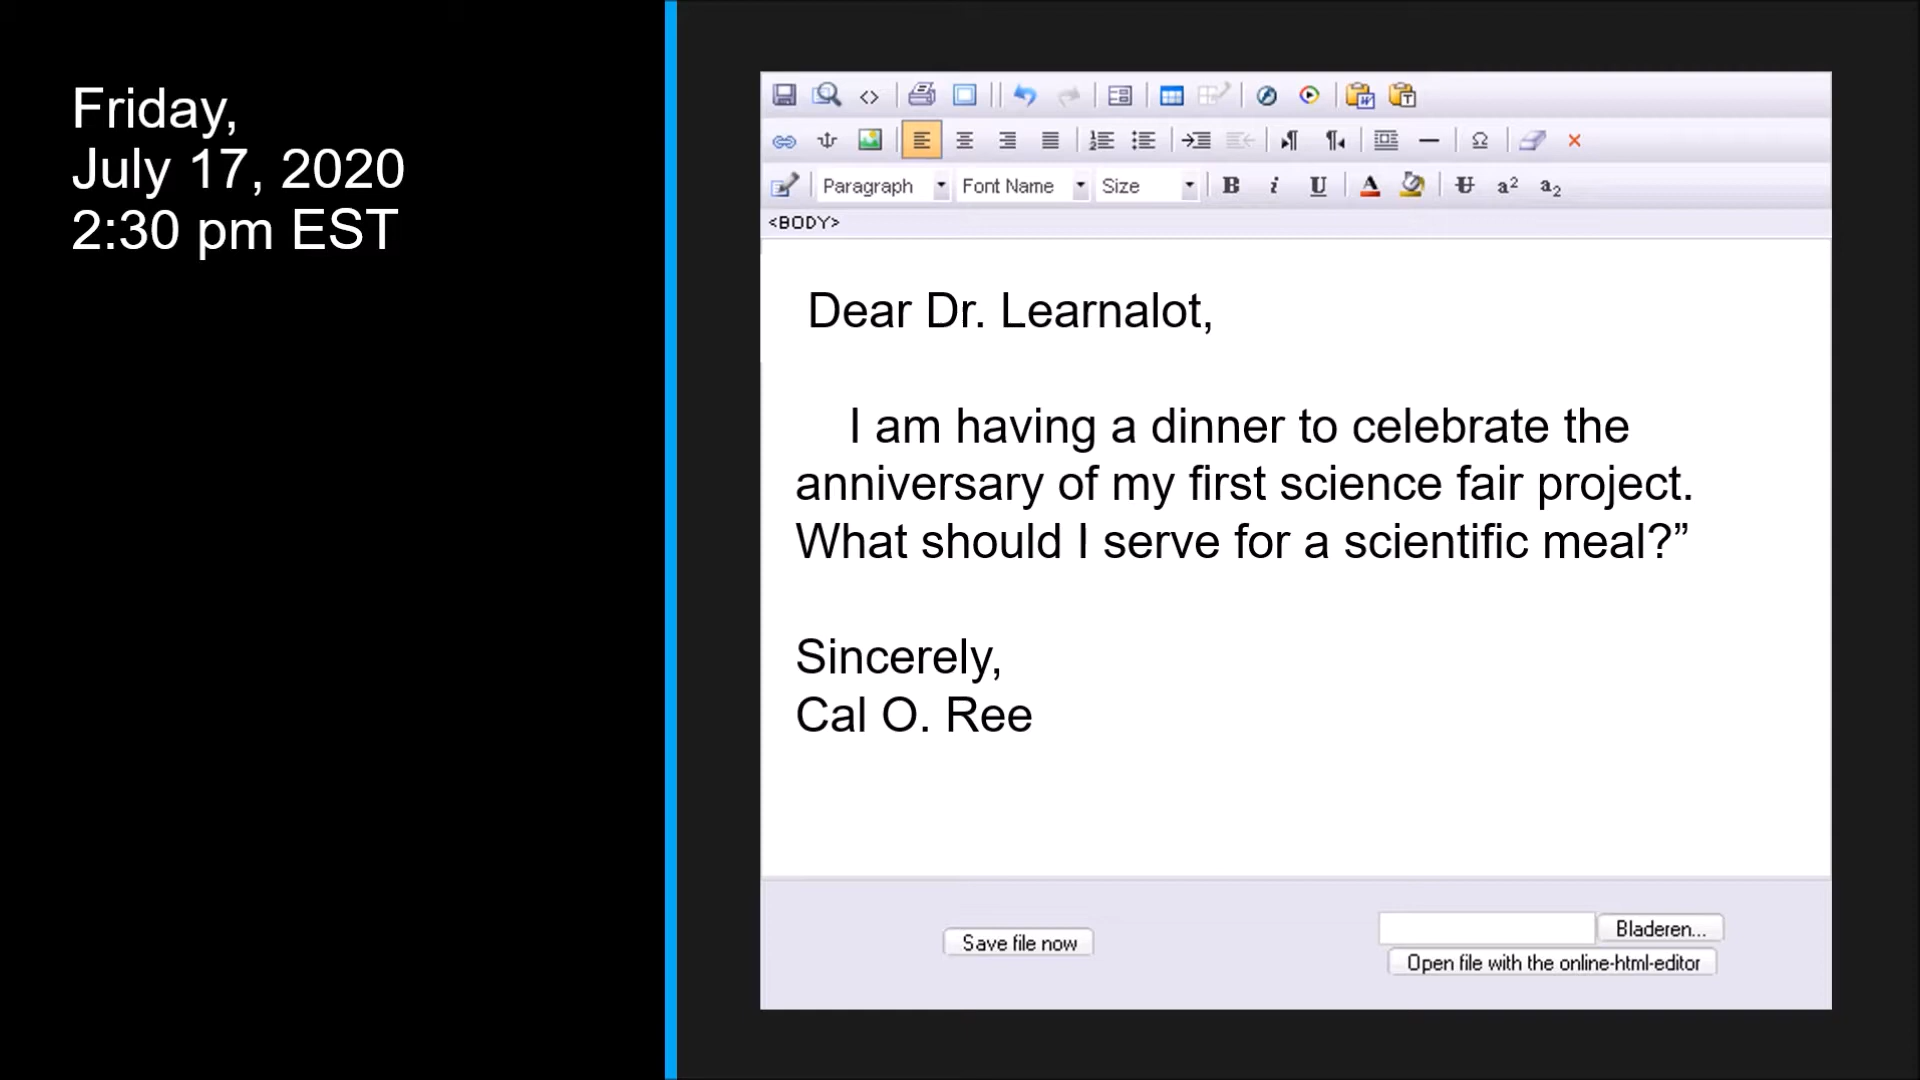 Friday,
July 17, 2020
2:30 pm EST
Paragraph
Font Name
Size
B
i
U
A
U
a²
a₂
<BODY>
Dear Dr. Learnalot,
I am having a dinner to celebrate the
anniversary of my first science fair project.
What should I serve for a scientific meal?”
Sincerely,
Cal O. Ree
Save file now
Bladeren...
Open file with the online-html-editor